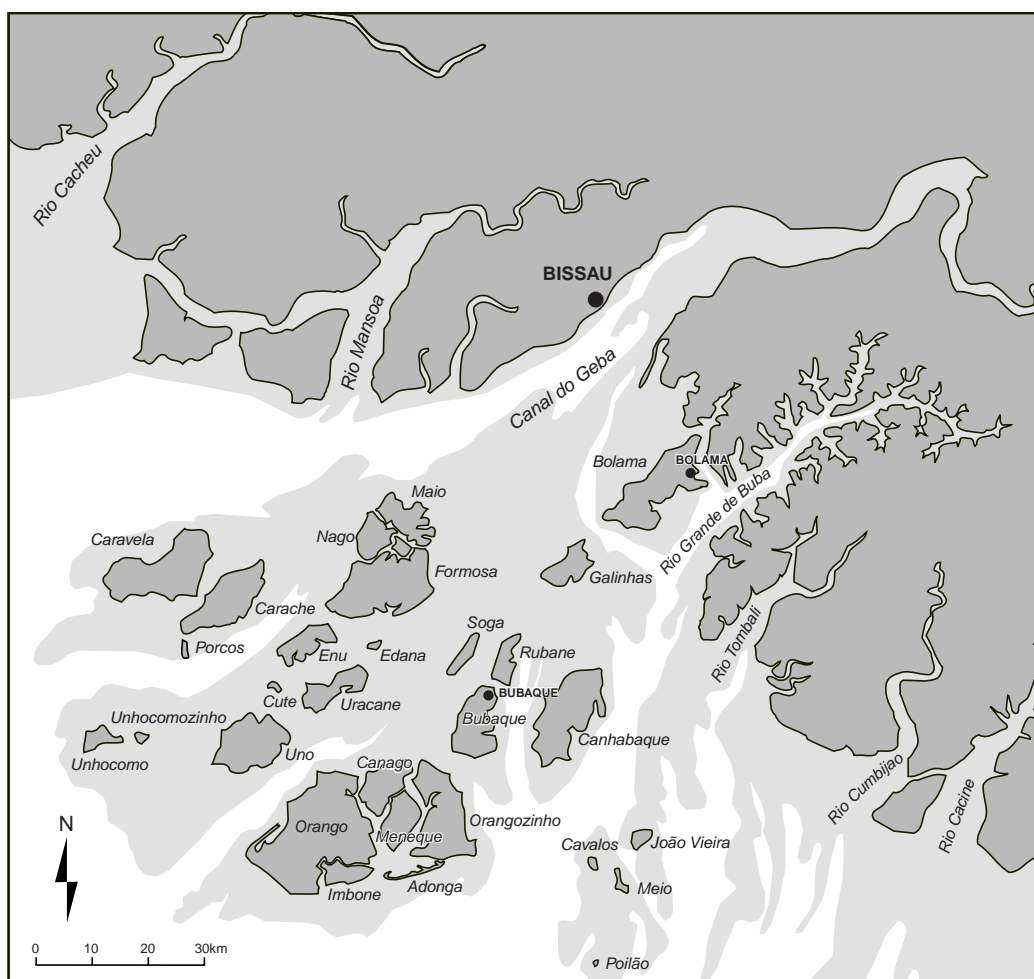 Rio Cacheu
BISSAU
Rio Mansoa
Canal do Geba
Bolama
BOLAMA
Rio Grande de Buba
Maio
Nago
Caravela
Formosa
Galinhas
Carache
Soga
Porcos
Enu
Edana
Rubane
Rio Tombali
Cute
Uracane
BUBAQUE
Bubaque
Unhocomozinho
Unhocomo
Uno
Canhabaque
Canago
Rio Cumbijao
Rio Cacine
Orango
Meneque
Orangozinho
N
Cavalos
João Vieira
Imbone
Adonga
Meio
0 10 20 30km
Poilão